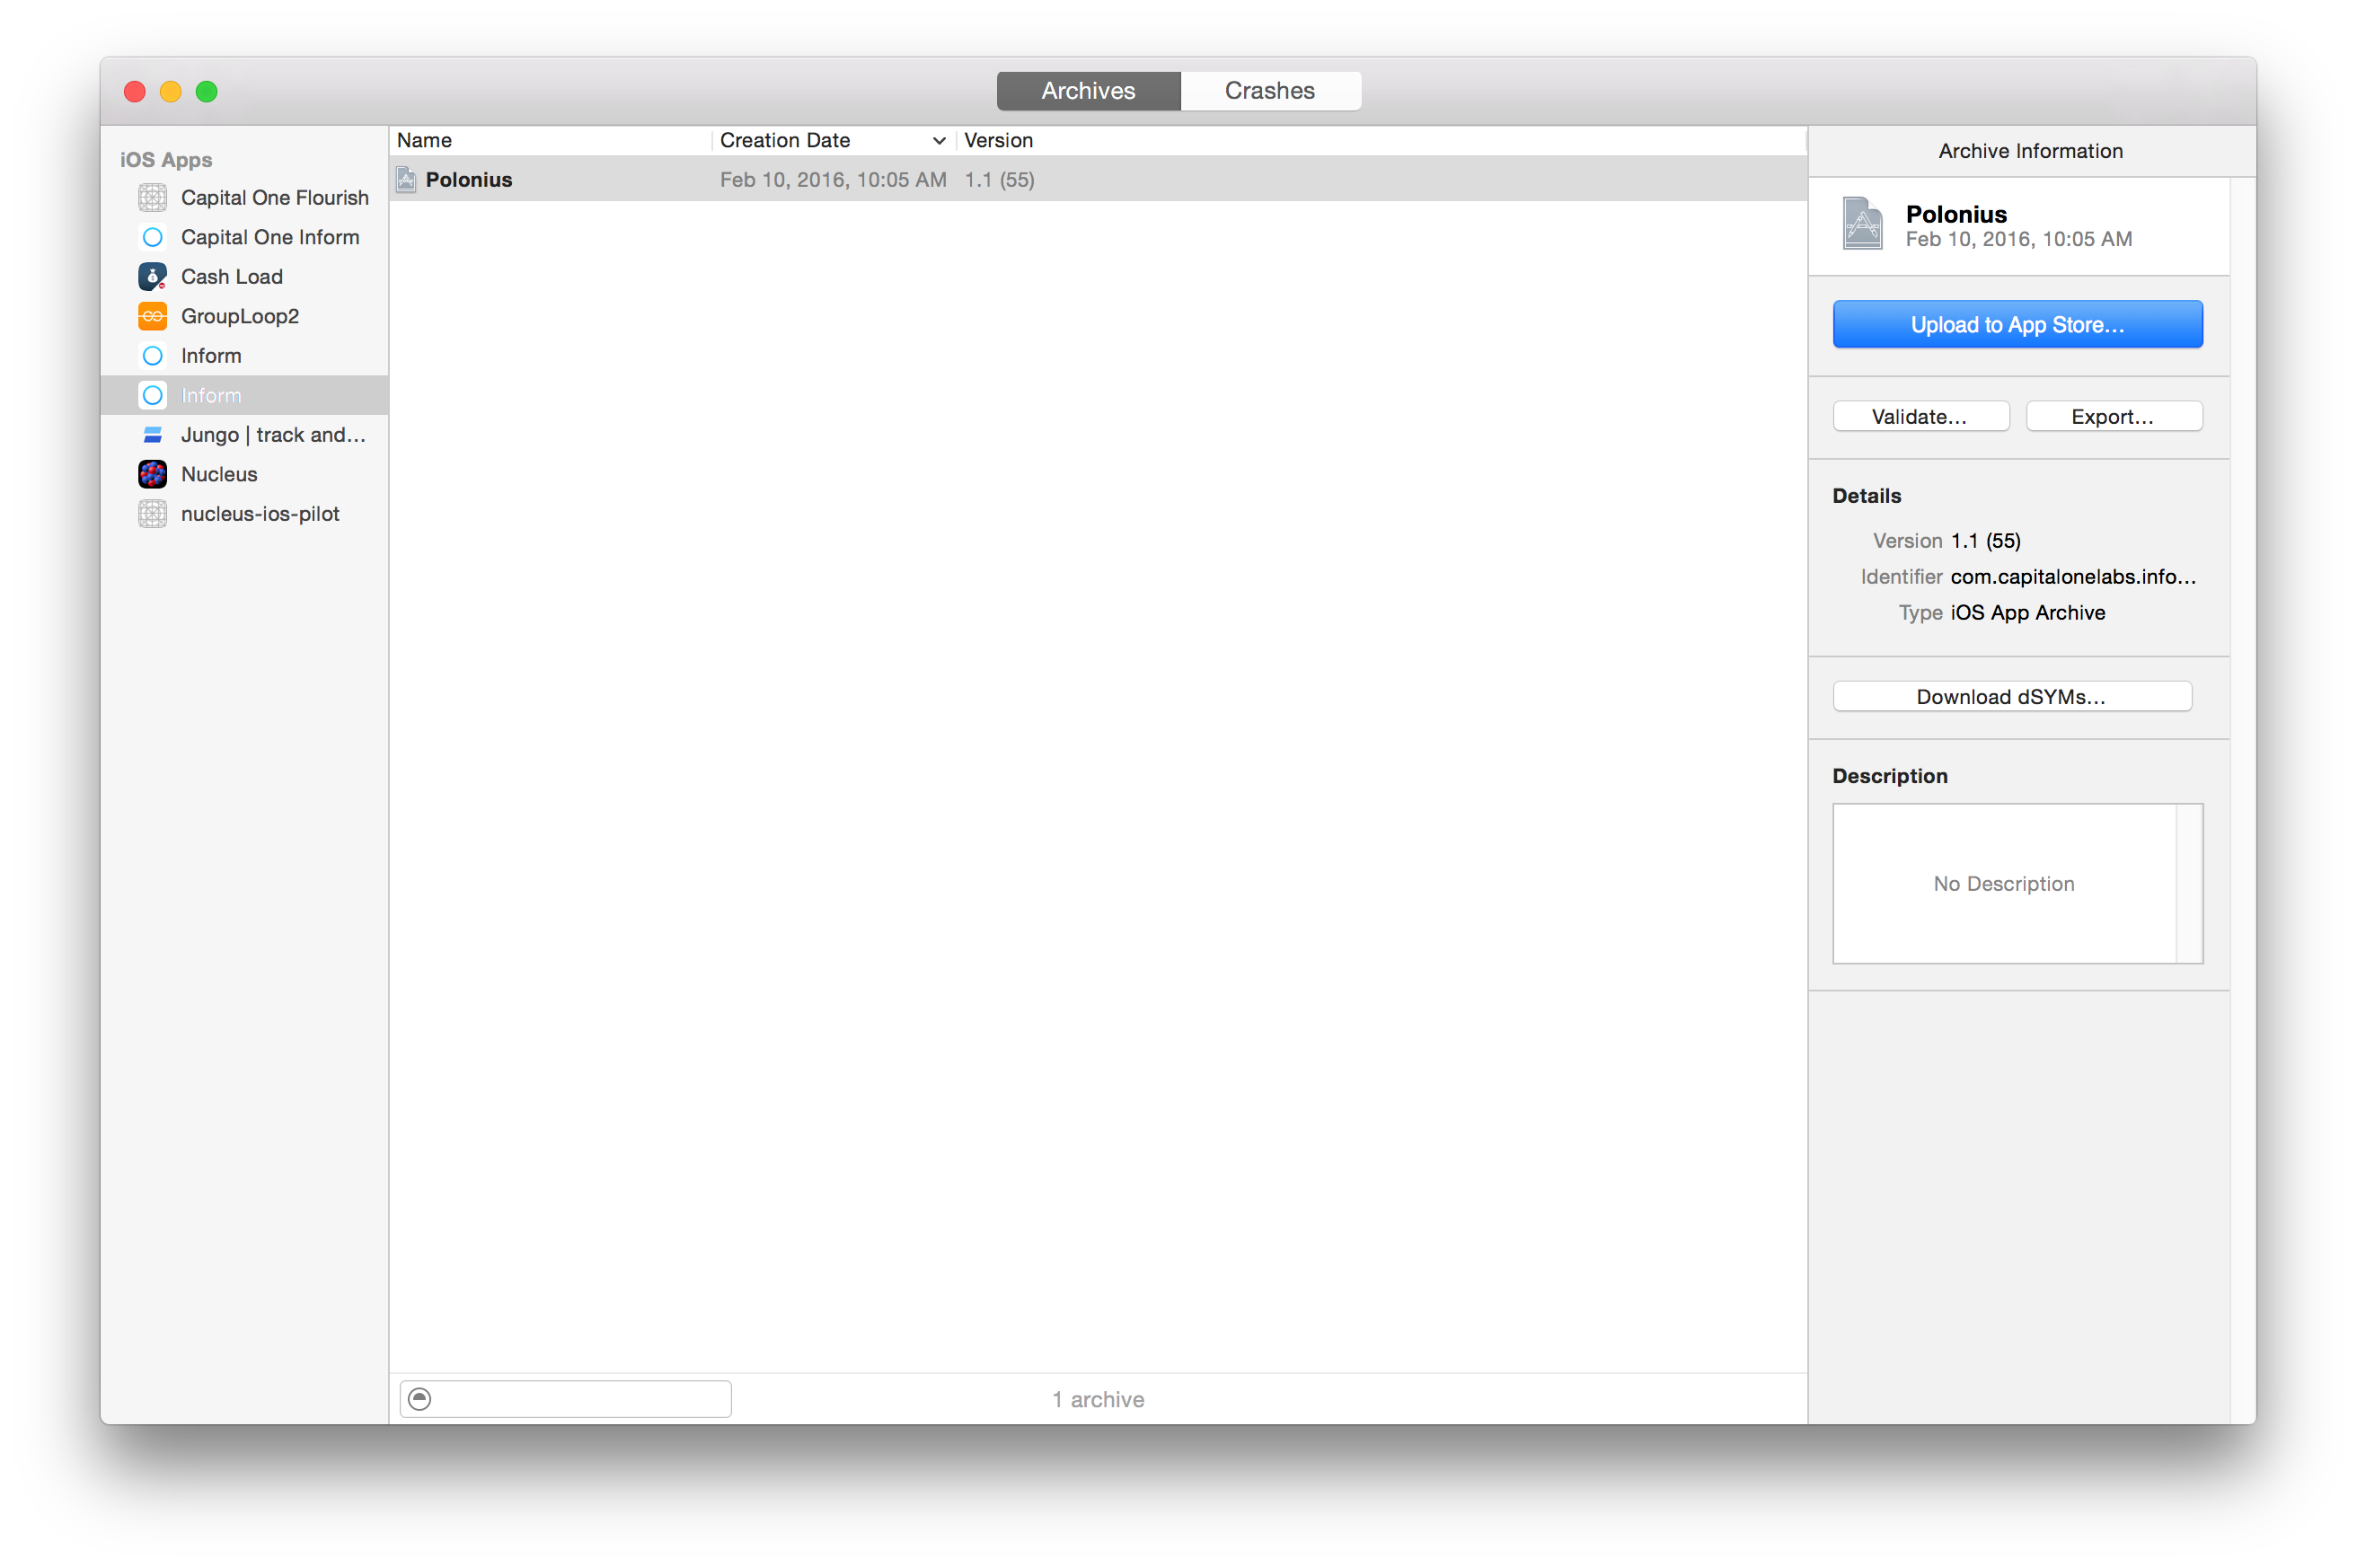 Archives Crashes
iOS Apps
Capital One Flourish
Capital One Inform
Cash Load
GroupLoop2
Inform
Inform
Jungo | track and...
Nucleus
nucleus-ios-pilot
Name Creation Date Version
Polonius Feb 10, 2016, 10:05 AM 1.1 (55)
1 archive
Archive Information
Polonius
Feb 10, 2016, 10:05 AM
Upload to App Store...
Validate... Export...
Details
Version 1.1 (55)
Identifier com.capitalonelabs.info...
Type iOS App Archive
Download dSYMs...
Description
No Description